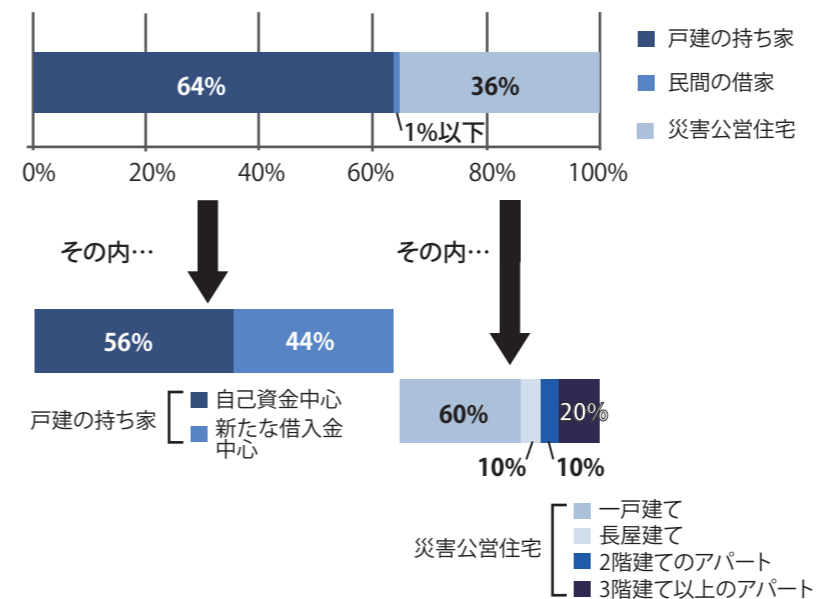 64%
36%
1%以下
0%
20%
40%
60%
80%
100%
戸建の持ち家
民間の借家
災害公営住宅
その内…
その内…
56%
44%
戸建の持ち家
自己資金中心
新たな借入金
中心
60%
20%
10%
10%
災害公営住宅
一戸建て
長屋建て
2階建てのアパート
3階建て以上のアパート